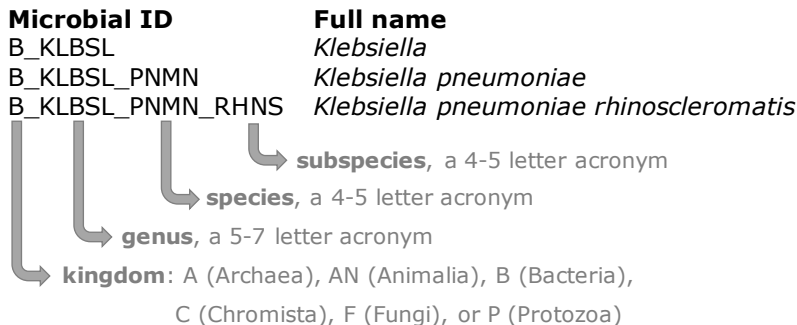 Microbial ID Full name
B_KLBSL Klebsiella
B_KLBSL_PNMN Klebsiella pneumoniae
B_KLBSL_PNMN_RHNS Klebsiella pneumoniae rhinoscleromatis
subspecies, a 4-5 letter acronym
species, a 4-5 letter acronym
genus, a 5-7 letter acronym
kingdom: A (Archaea), AN (Animalia), B (Bacteria),
C (Chromista), F (Fungi), or P (Protozoa)